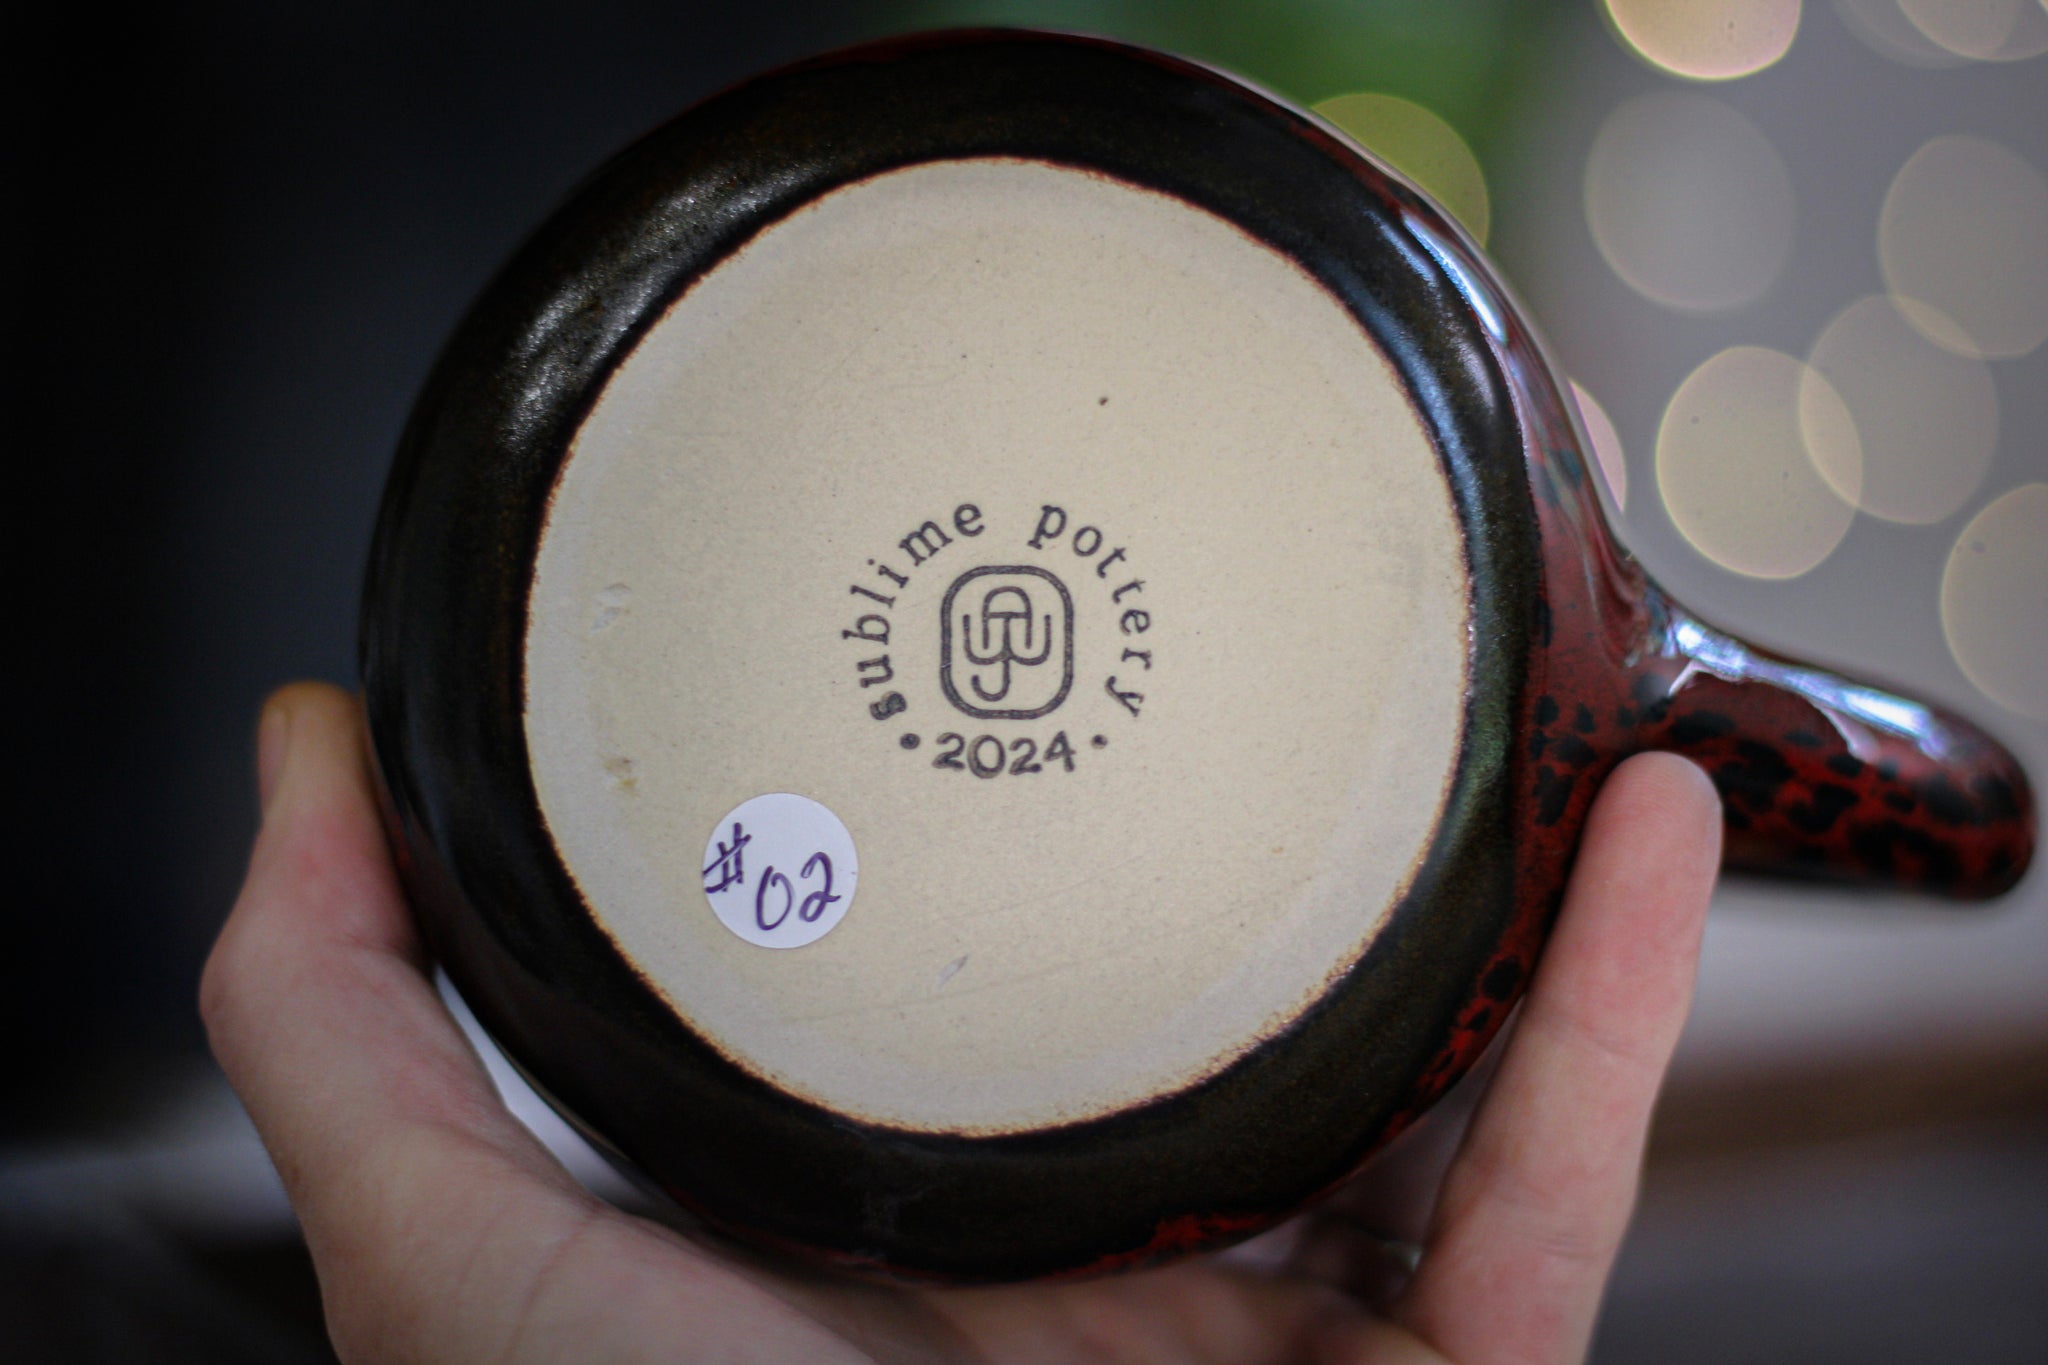 sublime pottery
• 2024 •
#02